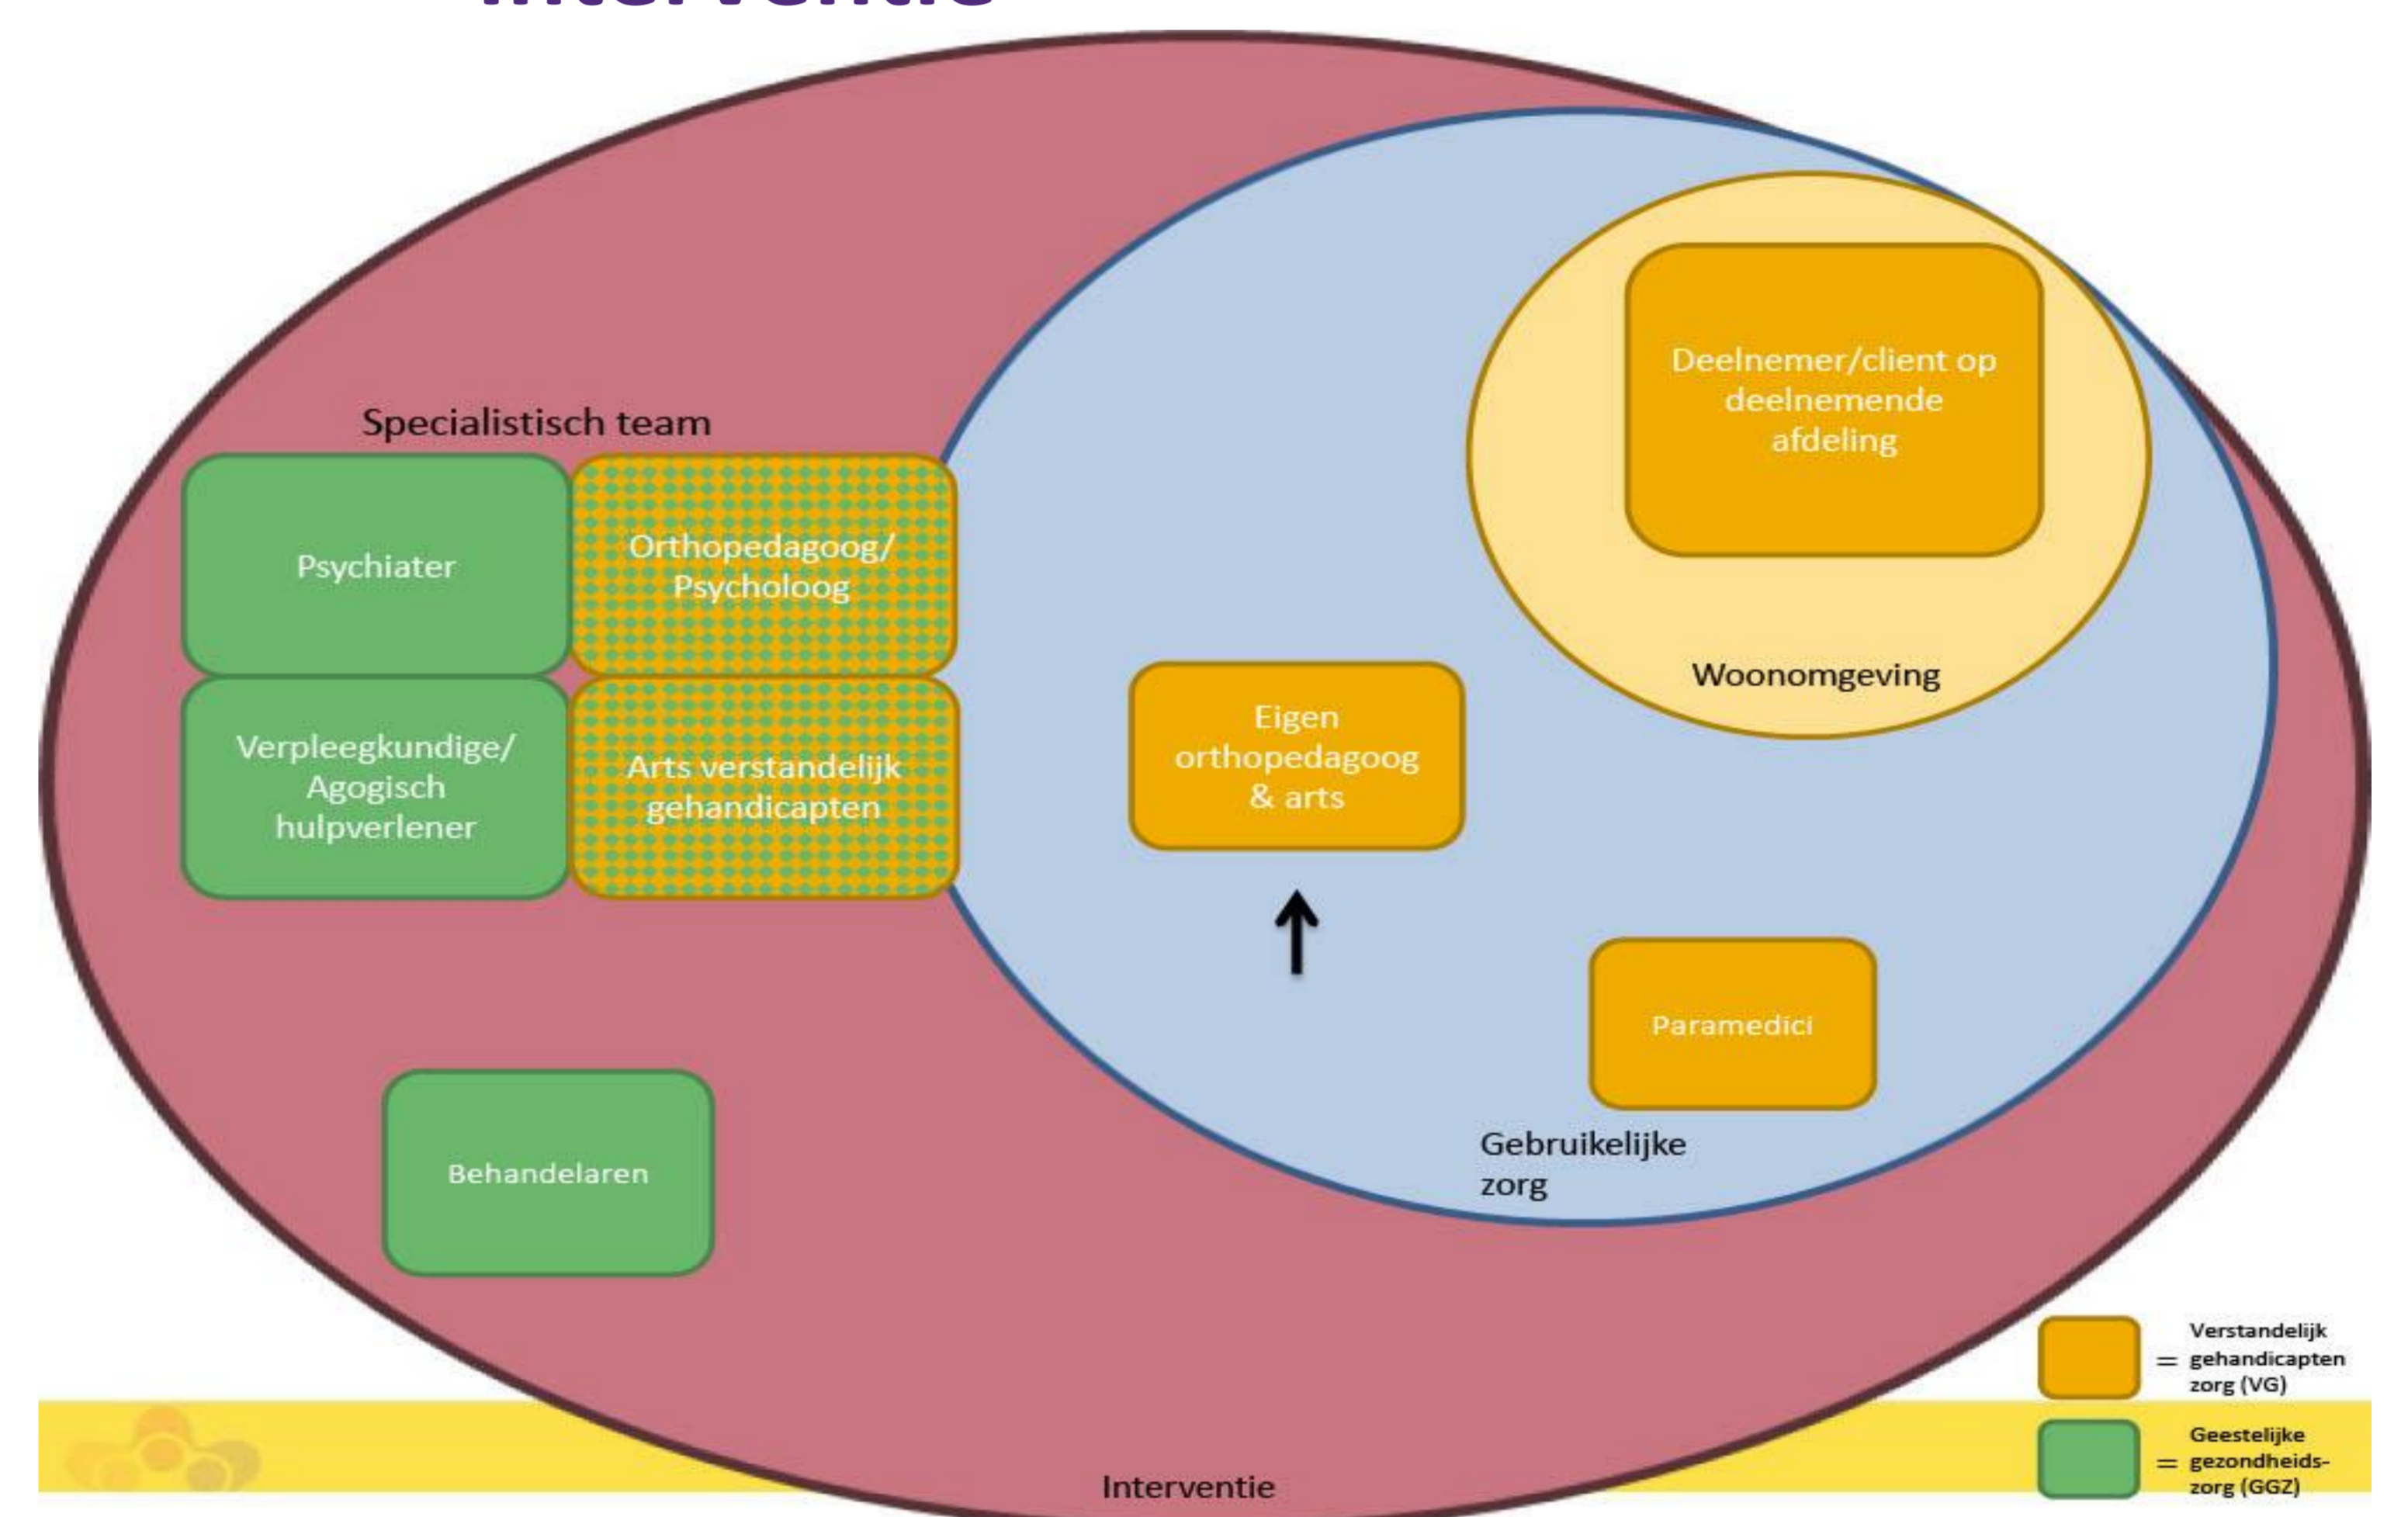 Interventie
Specialistisch team
Psychiater
Orthopedagoog/
Psycholoog
Verpleegkundige/
Agogisch
hulpverlener
Arts verstandelijk
gehandicapten
Behandelaren
Deelnemer/client op
deelnemende
afdeling
Woonomgeving
Eigen
orthopedagoog
& arts
Paramedici
Gebruikelijke
zorg
Interventie
= Verstandelijk
gehandicapten
zorg (VG)
= Geestelijke
gezondheids-
zorg (GGZ)